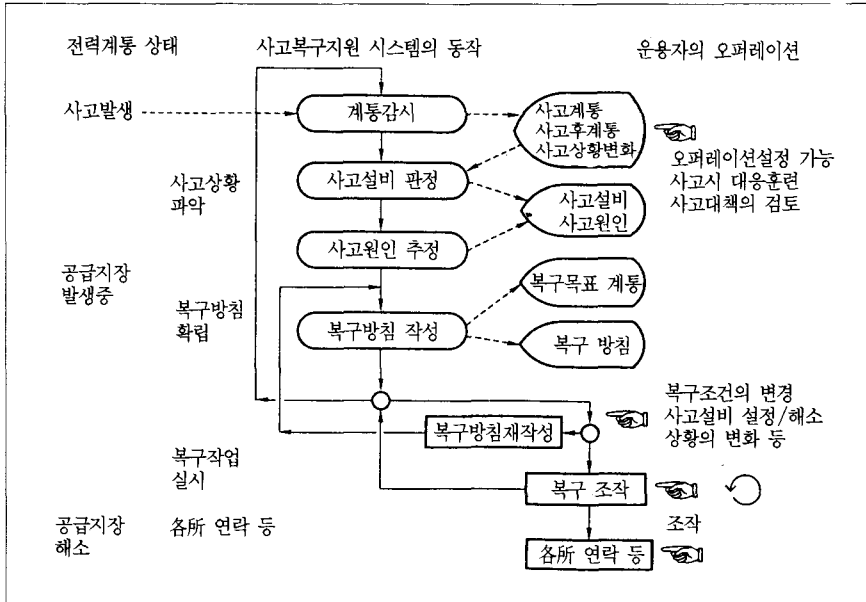 전력계통 상태
사고복구지원 시스템의 동작
운용자의 오퍼레이션
사고발생
계통감시
사고계통
사고후계통
사고상황변화
오퍼레이션설정 가능
사고시 대응훈련
사고대책의 검토
사고상황
파악
사고설비 판정
사고설비
사고원인
사고원인 추정
공급지장
발생중
복구방침
확립
복구목표 계통
복구방침 작성
복구 방침
복구조건의 변경
사고설비 설정/해소
상황의 변화 등
복구방침재작성
복구작업
실시
복구 조작
조작
공급지장
해소
各所 연락 등
各所 연락 등